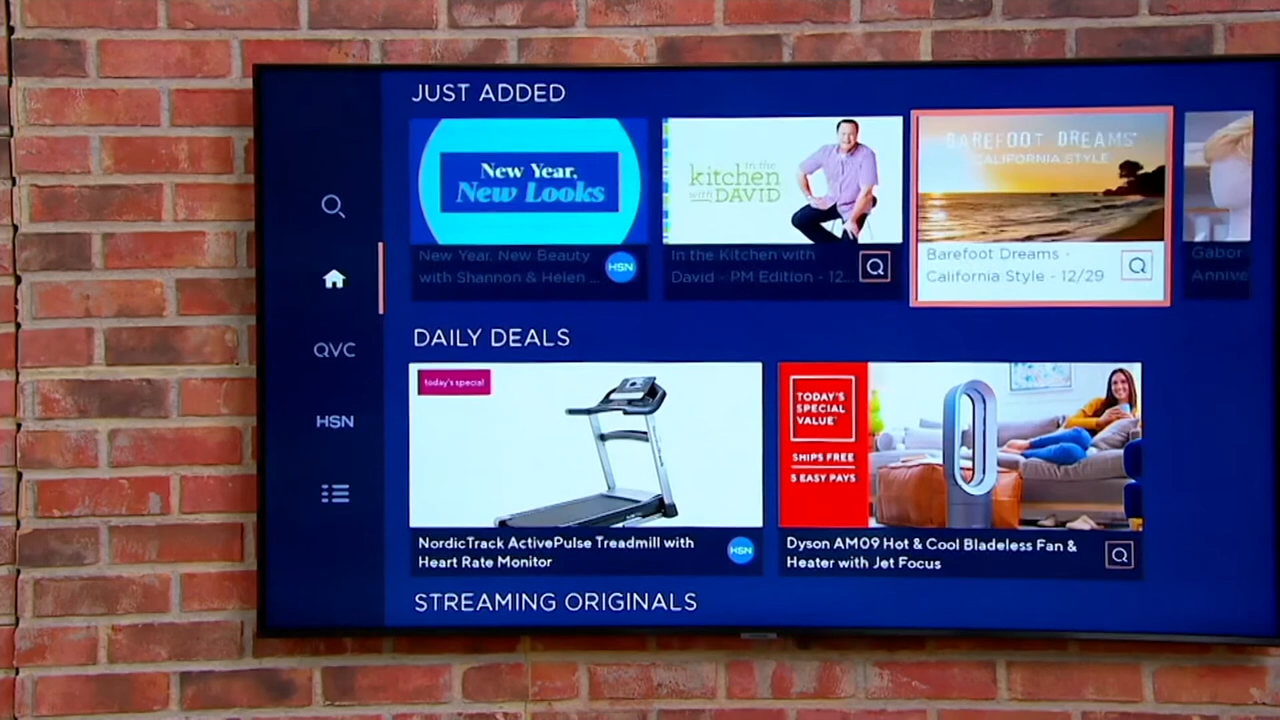 JUST ADDED
New Year,
New Looks
New Year, New Beauty
with Shannon & Helen ...
HSN
in the
kitchen
with DAVID
In the Kitchen with
David - PM Edition - 12...
Q
BAREFOOT DREAMS
CALIFORNIA STYLE
Barefoot Dreams -
California Style - 12/29
Q
Gabor
Annive
QVC
HSN
DAILY DEALS
today's special
NordicTrack ActivePulse Treadmill with
Heart Rate Monitor
HSN
TODAY'S
SPECIAL
VALUE
SHIPS FREE
5 EASY PAYS
Dyson AM09 Hot & Cool Bladeless Fan &
Heater with Jet Focus
Q
STREAMING ORIGINALS